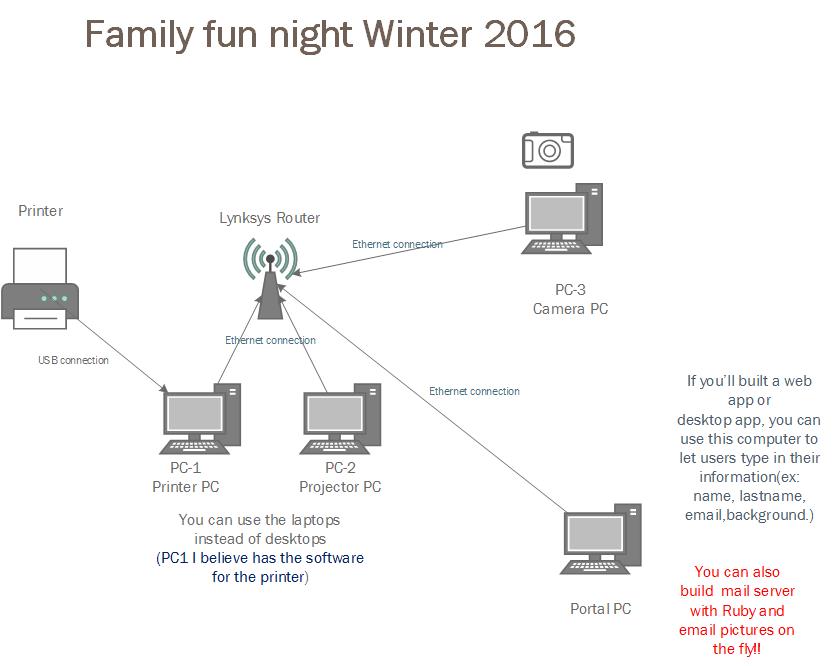 Family fun night Winter 2016
Printer
Lynksys Router
Ethernet connection
PC-3
Camera PC
Ethernet connection
USB connection
Ethernet connection
PC-1
Printer PC
PC-2
Projector PC
You can use the laptops
instead of desktops
(PC1 I believe has the software
for the printer)
If you'll built a web
app or
desktop app, you can
use this computer to
let users type in their
information(ex:
name, lastname,
email,background.)
Portal PC
You can also
build mail server
with Ruby and
email pictures on
the fly!!